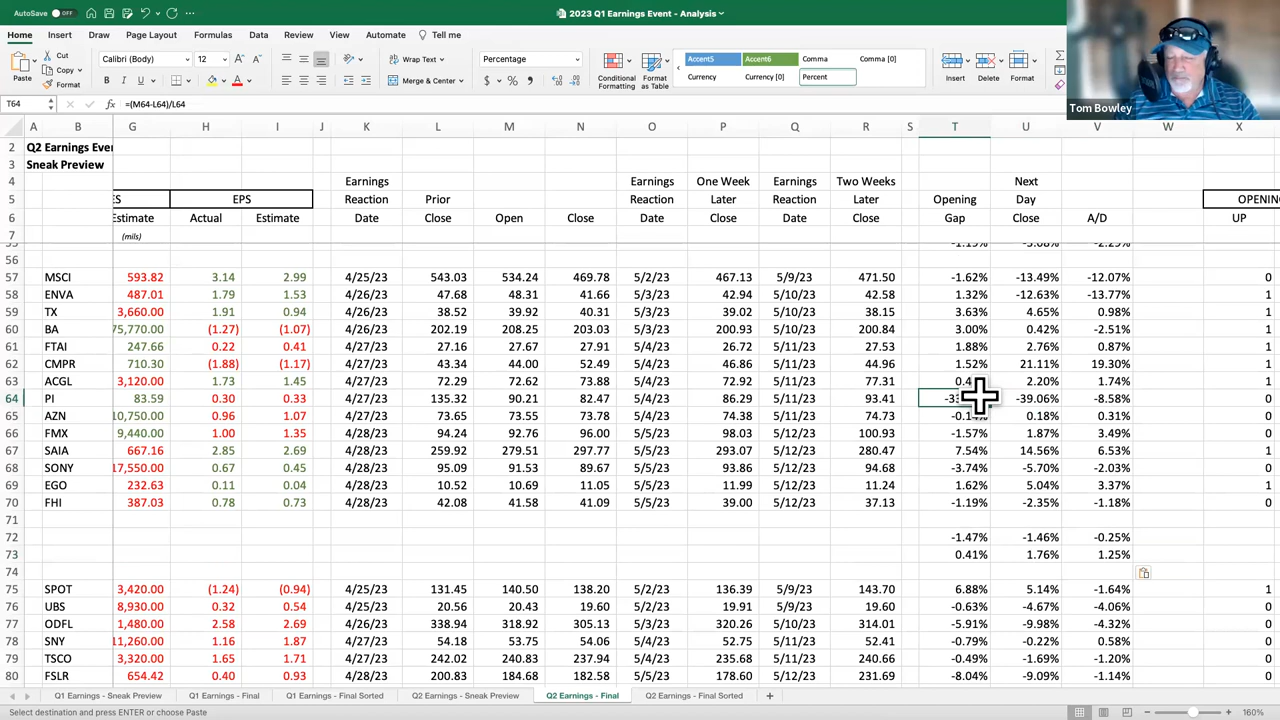 AutoSave OFF 2023 Q1 Earnings Event - Analysis
Home Insert Draw Page Layout Formulas Data Review View Automate Tell me
Paste Cut Copy Format Calibri (Body) 12 B I U A Wrap Text Merge & Center Percentage $ % Conditional Formatting Format as Table Accent5 Accent6 Comma Comma [0] Currency Currency [0] Percent Insert Delete Format
Tom Bowley
T64 fx =(M64-L64)/L64
A B G H I J K L M N O P Q R S T U V W X
2 Q2 Earnings Eve
3 Sneak Preview
4 Earnings Earnings One Week Earnings Two Weeks Next
5 ES EPS Reaction Prior Reaction Later Reaction Later Opening Day OPENIN
6 Estimate Actual Estimate Date Close Open Close Date Close Date Close Gap Close A/D UP
7 (mils)
56
57 MSCI 593.82 3.14 2.99 4/25/23 543.03 534.24 469.78 5/2/23 467.13 5/9/23 471.50 -1.62% -13.49% -12.07% 0
58 ENVA 487.01 1.79 1.53 4/26/23 47.68 48.31 41.66 5/3/23 42.94 5/10/23 42.58 1.32% -12.63% -13.77% 1
59 TX 3,660.00 1.91 0.94 4/26/23 38.52 39.92 40.31 5/3/23 39.02 5/10/23 38.15 3.63% 4.65% 0.98% 1
60 BA 75,770.00 (1.27) (1.07) 4/26/23 202.19 208.25 203.03 5/3/23 200.93 5/10/23 200.84 3.00% 0.42% -2.51% 1
61 FTAI 247.66 0.22 0.41 4/27/23 27.16 27.67 27.91 5/4/23 26.72 5/11/23 27.53 1.88% 2.76% 0.87% 1
62 CMPR 710.30 (1.88) (1.17) 4/27/23 43.34 44.00 52.49 5/4/23 46.86 5/11/23 44.96 1.52% 21.11% 19.30% 1
63 ACGL 3,120.00 1.73 1.45 4/27/23 72.29 72.62 73.88 5/4/23 72.92 5/11/23 77.31 2.20% 1.74% 1
64 PI 83.59 0.30 0.33 4/27/23 135.32 90.21 82.47 5/4/23 86.29 5/11/23 93.41 -39.06% -8.58% 0
65 AZN 10,750.00 0.96 1.07 4/27/23 73.65 73.55 73.78 5/4/23 74.38 5/11/23 74.73 -0.14% 0.18% 0.31% 0
66 FMX 9,440.00 1.00 1.35 4/28/23 94.24 92.76 96.00 5/5/23 98.03 5/12/23 100.93 -1.57% 1.87% 3.49% 0
67 SAIA 667.16 2.85 2.69 4/28/23 259.92 279.51 297.77 5/5/23 293.07 5/12/23 280.47 7.54% 14.56% 6.53% 1
68 SONY 17,550.00 0.67 0.45 4/28/23 95.09 91.53 89.67 5/5/23 93.86 5/12/23 94.68 -3.74% -5.70% -2.03% 0
69 EGO 232.63 0.11 0.04 4/28/23 10.52 10.69 11.05 5/5/23 11.99 5/12/23 11.24 1.62% 5.04% 3.37% 1
70 FHI 387.03 0.78 0.73 4/28/23 42.08 41.58 41.09 5/5/23 39.00 5/12/23 37.13 -1.19% -2.35% -1.18% 0
71
72 -1.47% -1.46% -0.25%
73 0.41% 1.76% 1.25%
74
75 SPOT 3,420.00 (1.24) (0.94) 4/25/23 131.45 140.50 138.20 5/2/23 136.39 5/9/23 143.70 6.88% 5.14% -1.64% 1
76 UBS 8,930.00 0.32 0.54 4/25/23 20.56 20.43 19.60 5/2/23 19.91 5/9/23 19.60 -0.63% -4.67% -4.06% 0
77 ODFL 1,480.00 2.58 2.69 4/26/23 338.94 318.92 305.13 5/3/23 320.26 5/10/23 314.01 -5.91% -9.98% -4.32% 0
78 SNY 11,260.00 1.16 1.87 4/27/23 54.18 53.75 54.06 5/4/23 52.75 5/11/23 52.41 -0.79% -0.22% 0.58% 0
79 TSCO 3,320.00 1.65 1.71 4/27/23 242.02 240.83 237.94 5/4/23 235.68 5/11/23 240.66 -0.49% -1.69% -1.20% 0
80 FSLR 654.42 0.40 0.93 4/28/23 200.83 184.68 182.58 5/5/23 178.60 5/12/23 231.69 -8.04% -9.09% -1.14% 0
Q1 Earnings - Sneak Preview Q1 Earnings - Final Q1 Earnings - Final Sorted Q2 Earnings - Sneak Preview Q2 Earnings - Final Q2 Earnings - Final Sorted +
Select destination and press ENTER or choose Paste 160%